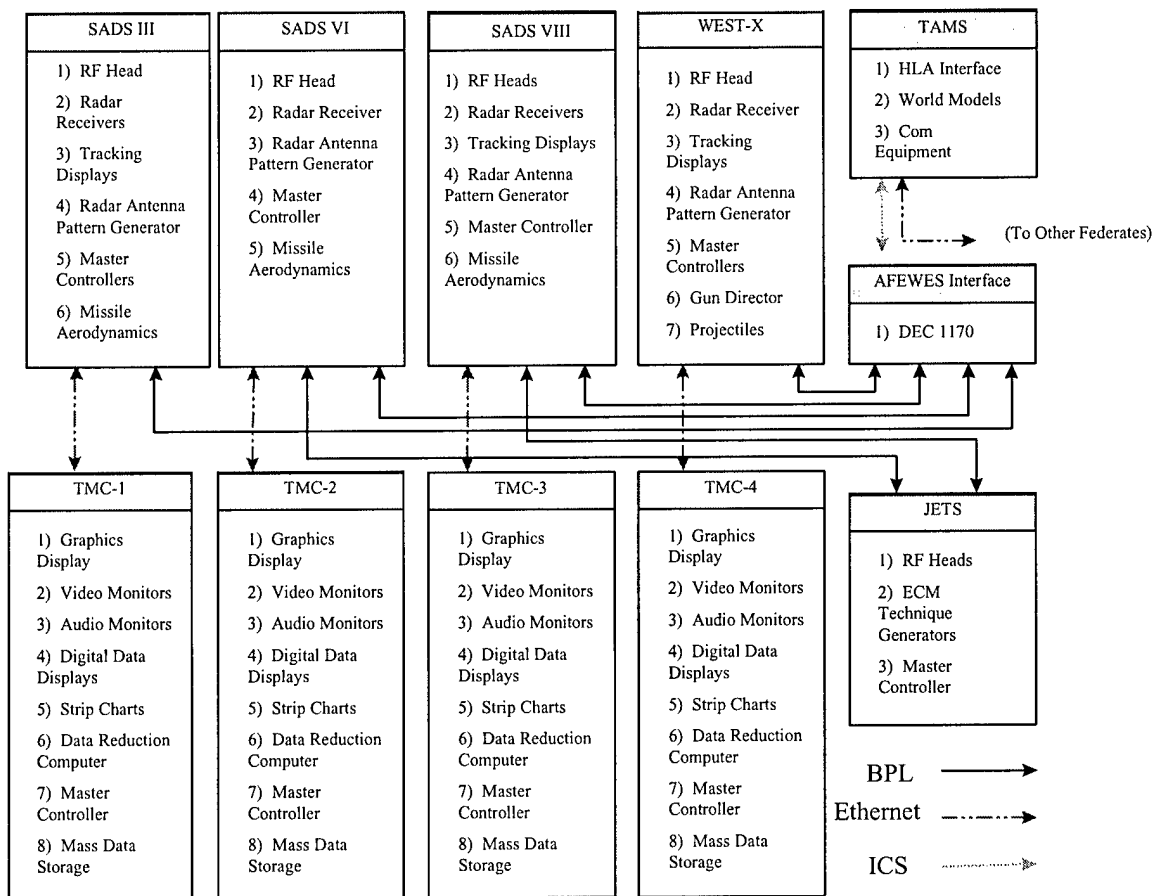 SADS III
1) RF Head
2) Radar
Receivers
3) Tracking
Displays
4) Radar Antenna
Pattern Generator
5) Master
Controllers
6) Missile
Aerodynamics
SADS VI
1) RF Head
2) Radar Receiver
3) Radar Antenna
Pattern Generator
4) Master
Controller
5) Missile
Aerodynamics
SADS VIII
1) RF Heads
2) Radar Receivers
3) Tracking Displays
4) Radar Antenna
Pattern Generator
5) Master Controller
6) Missile
Aerodynamics
WEST-X
1) RF Head
2) Radar Receiver
3) Tracking
Displays
4) Radar Antenna
Pattern Generator
5) Master
Controllers
6) Gun Director
7) Projectiles
TAMS
1) HLA Interface
2) World Models
3) Com
Equipment
(To Other Federates)
AFEWES Interface
1) DEC 1170
TMC-1
1) Graphics
Display
2) Video Monitors
3) Audio Monitors
4) Digital Data
Displays
5) Strip Charts
6) Data Reduction
Computer
7) Master
Controller
8) Mass Data
Storage
TMC-2
1) Graphics
Display
2) Video Monitors
3) Audio Monitors
4) Digital Data
Displays
5) Strip Charts
6) Data Reduction
Computer
7) Master
Controller
8) Mass Data
Storage
TMC-3
1) Graphics
Display
2) Video Monitors
3) Audio Monitors
4) Digital Data
Displays
5) Strip Charts
6) Data Reduction
Computer
7) Master
Controller
8) Mass Data
Storage
TMC-4
1) Graphics
Display
2) Video Monitors
3) Audio Monitors
4) Digital Data
Displays
5) Strip Charts
6) Data Reduction
Computer
7) Master
Controller
8) Mass Data
Storage
JETS
1) RF Heads
2) ECM
Technique
Generators
3) Master
Controller
BPL
Ethernet
ICS